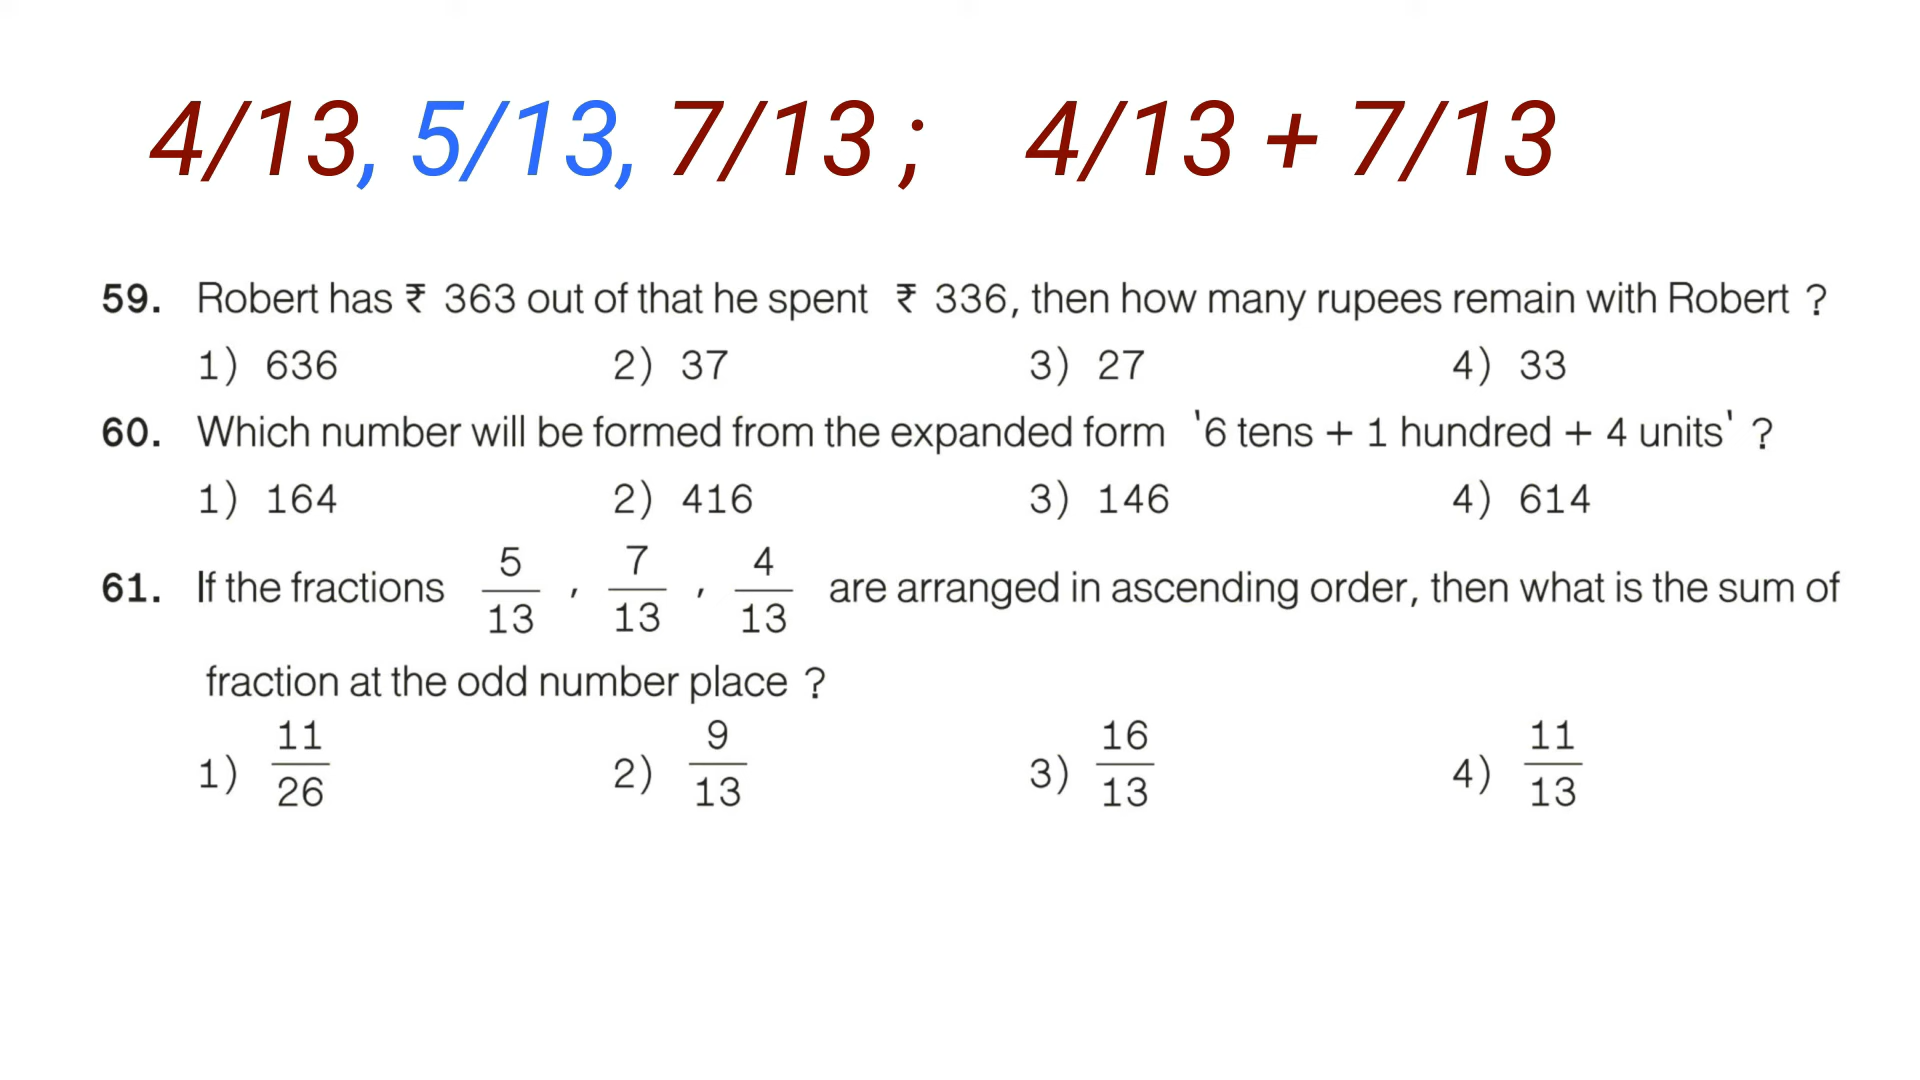 4/13, 5/13, 7/13 ; 4/13 + 7/13
59. Robert has ₹ 363 out of that he spent ₹ 336, then how many rupees remain with Robert ?
1) 636 2) 37 3) 27 4) 33
60. Which number will be formed from the expanded form '6 tens + 1 hundred + 4 units' ?
1) 164 2) 416 3) 146 4) 614
61. If the fractions 5/13 , 7/13 , 4/13 are arranged in ascending order, then what is the sum of
fraction at the odd number place ?
1) 11/26 2) 9/13 3) 16/13 4) 11/13